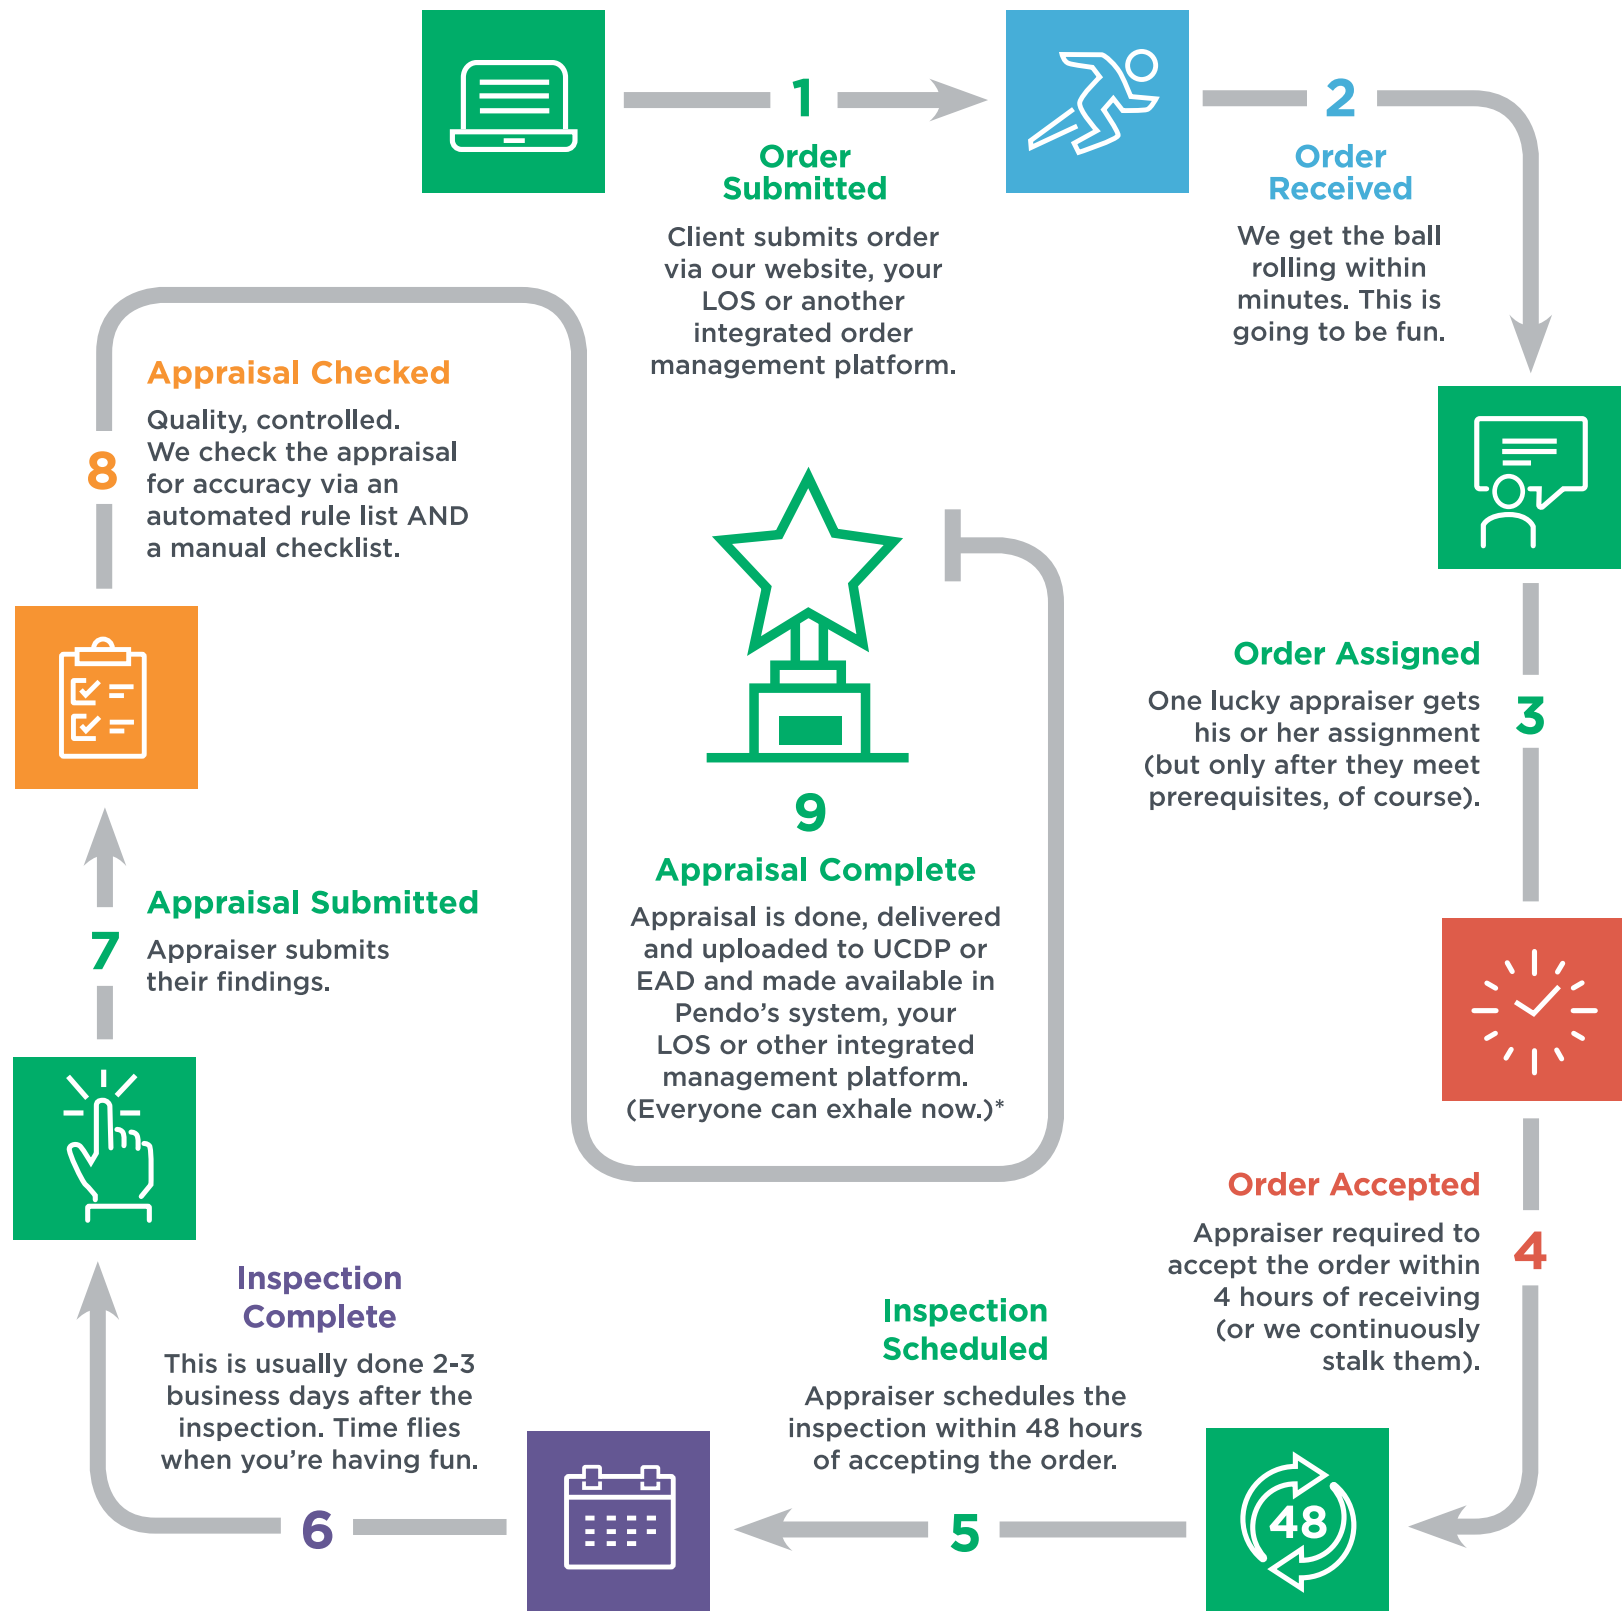 1
Order
Submitted
Client submits order
via our website, your
LOS or another
integrated order
management platform.
2
Order
Received
We get the ball
rolling within
minutes. This is
going to be fun.
Order Assigned
One lucky appraiser gets
his or her assignment
(but only after they meet
prerequisites, of course).
3
Order Accepted
Appraiser required to
accept the order within
4 hours of receiving
(or we continuously
stalk them).
4
48
Inspection
Scheduled
Appraiser schedules the
inspection within 48 hours
of accepting the order.
5
Inspection
Complete
This is usually done 2-3
business days after the
inspection. Time flies
when you’re having fun.
6
Appraisal Submitted
7
Appraiser submits
their findings.
Appraisal Checked
8
Quality, controlled.
We check the appraisal
for accuracy via an
automated rule list AND
a manual checklist.
9
Appraisal Complete
Appraisal is done, delivered
and uploaded to UCDP or
EAD and made available in
Pendo’s system, your
LOS or other integrated
management platform.
(Everyone can exhale now.)*